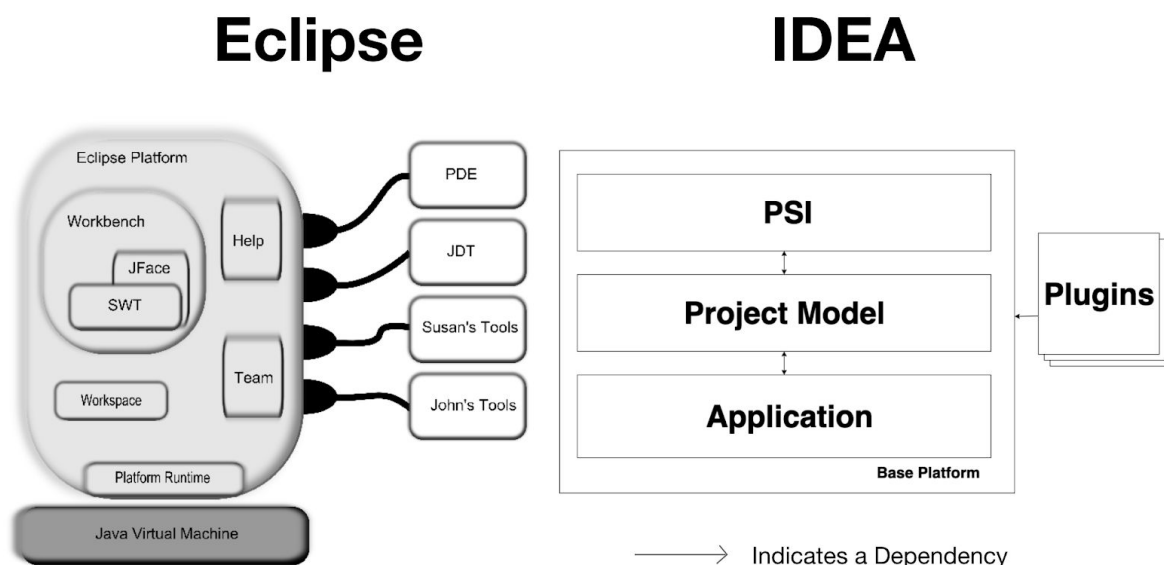 Eclipse
IDEA
Eclipse Platform
Workbench
JFace
SWT
Help
Team
Workspace
Platform Runtime
Java Virtual Machine
PDE
JDT
Susan's Tools
John's Tools
PSI
Project Model
Application
Base Platform
Plugins
Indicates a Dependency